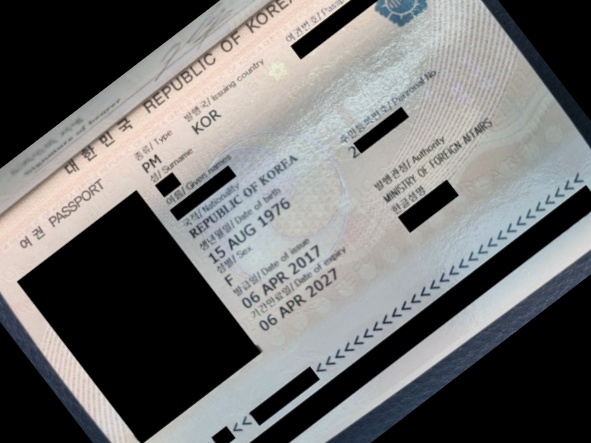 대한민국 REPUBLIC OF KOREA
여권 PASSPORT
종류/Type
PM
발행국/Issuing country
KOR
여권번호/
성/Surname
이름/Given names
국적/Nationality
REPUBLIC OF KOREA
생년월일/Date of birth
15 AUG 1976
주민등록번호/Personal No.
2
성별/Sex
F
발급일/Date of issue
06 APR 2017
발행관청/Authority
MINISTRY OF FOREIGN AFFAIRS
기간만료일/Date of expiry
06 APR 2027
한글성명